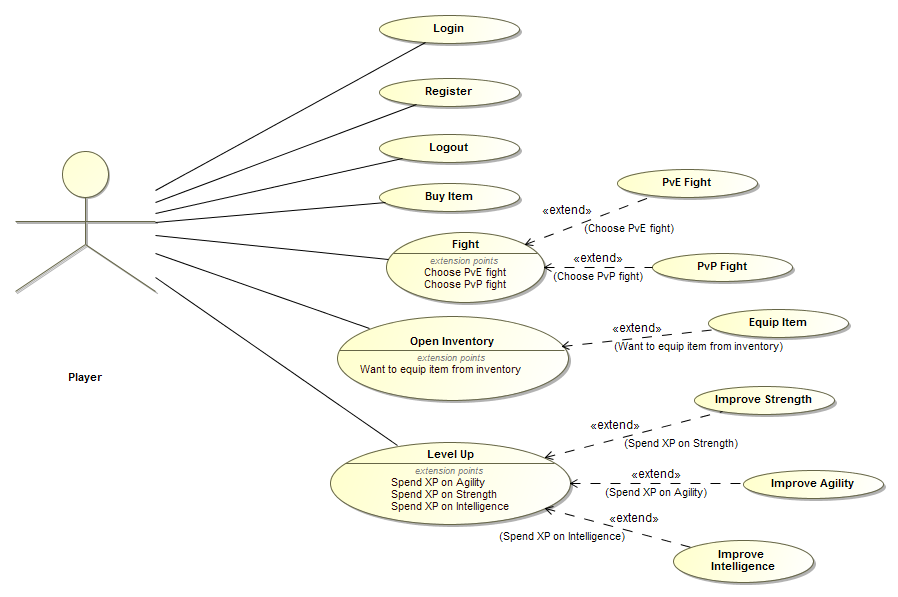 Login
Register
Logout
Buy Item
PvE Fight
«extend»
(Choose PvE fight)
Fight
extension points
Choose PvE fight
Choose PvP fight
«extend»
(Choose PvP fight)
PvP Fight
Open Inventory
extension points
Want to equip item from inventory
«extend»
(Want to equip item from inventory)
Equip Item
Player
Improve Strength
«extend»
(Spend XP on Strength)
Level Up
extension points
Spend XP on Agility
Spend XP on Strength
Spend XP on Intelligence
«extend»
(Spend XP on Agility)
Improve Agility
«extend»
(Spend XP on Intelligence)
Improve
Intelligence